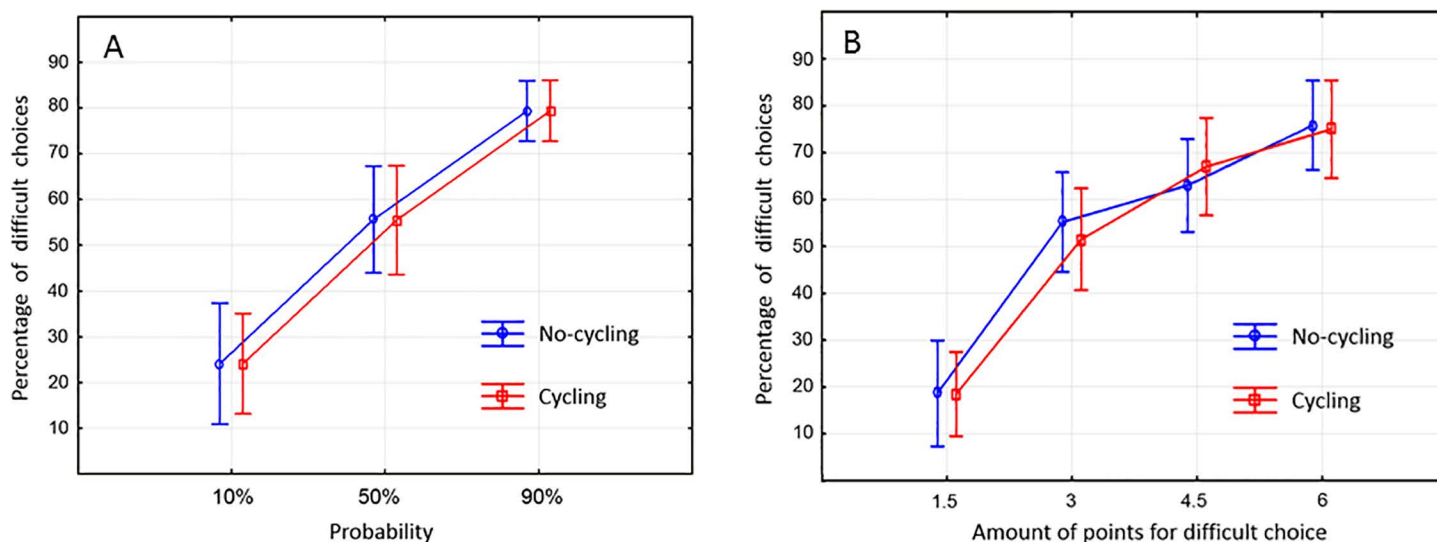 A
Percentage of difficult choices
90
80
70
60
50
40
30
20
10
No-cycling
Cycling
10% 50% 90%
Probability
B
Percentage of difficult choices
90
80
70
60
50
40
30
20
10
No-cycling
Cycling
1.5 3 4.5 6
Amount of points for difficult choice